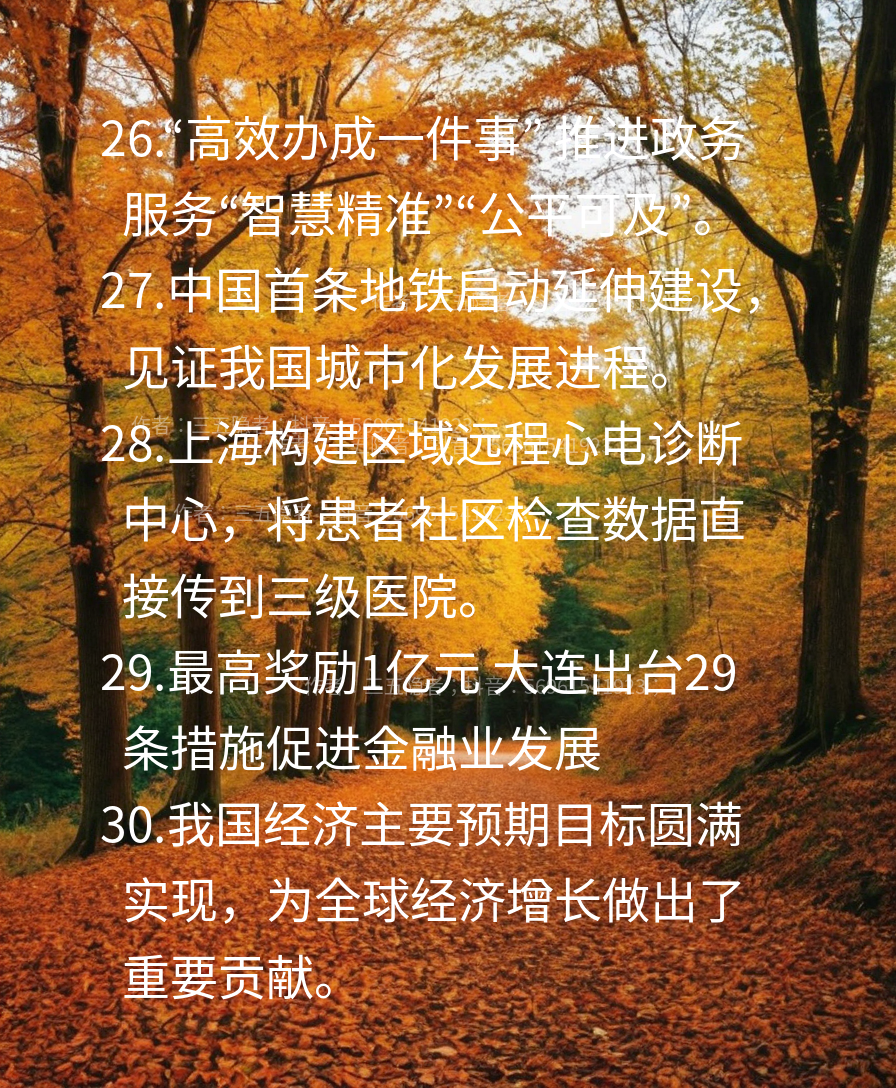 26.“高效办成一件事” 推进政务
服务“智慧精准”“公平可及”。
27.中国首条地铁启动延伸建设，
见证我国城市化发展进程。
28.上海构建区域远程心电诊断
中心，将患者社区检查数据直
接传到三级医院。
29.最高奖励1亿元 大连出台29
条措施促进金融业发展
30.我国经济主要预期目标圆满
实现，为全球经济增长做出了
重要贡献。